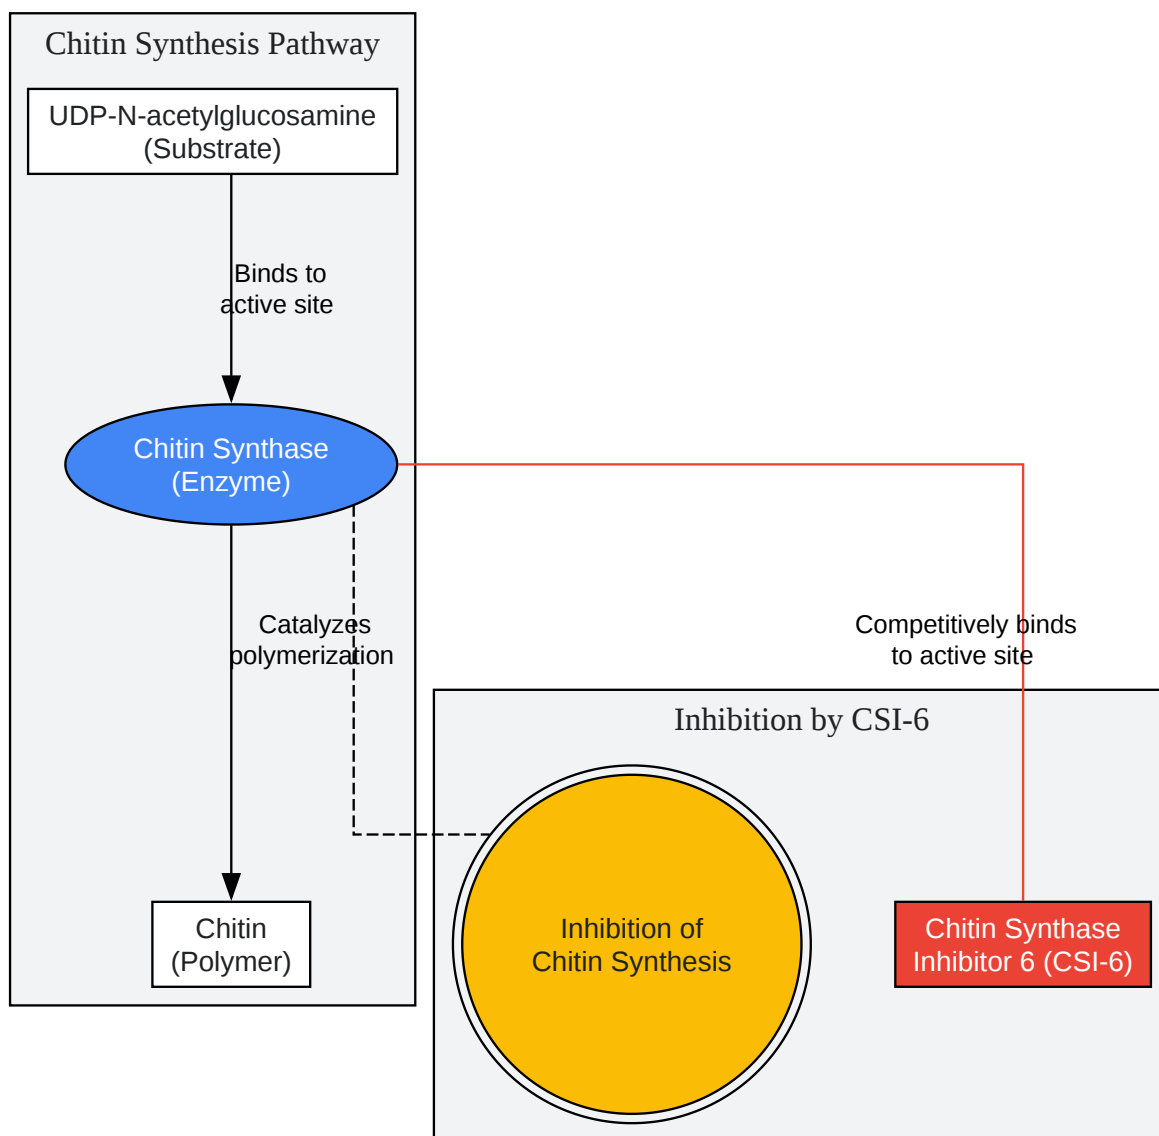 Chitin Synthesis Pathway
UDP-N-acetylglucosamine
(Substrate)
Binds to
active site
Chitin Synthase
(Enzyme)
Catalyzes
polymerization
Competitively binds
to active site
Inhibition by CSI-6
Chitin
(Polymer)
Inhibition of
Chitin Synthesis
Chitin Synthase
Inhibitor 6 (CSI-6)